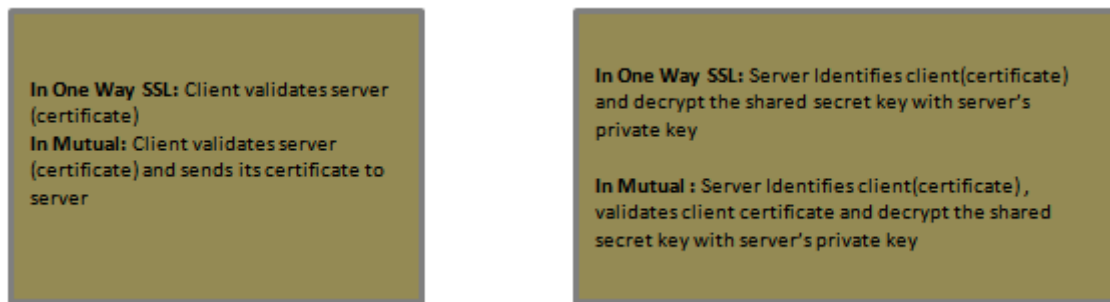 In One Way SSL: Client validates server
(certificate)
In Mutual: Client validates server
(certificate) and sends its certificate to
server
In One Way SSL: Server Identifies client(certificate)
and decrypt the shared secret key with server's
private key
In Mutual : Server Identifies client(certificate) ,
validates client certificate and decrypt the shared
secret key with server's private key